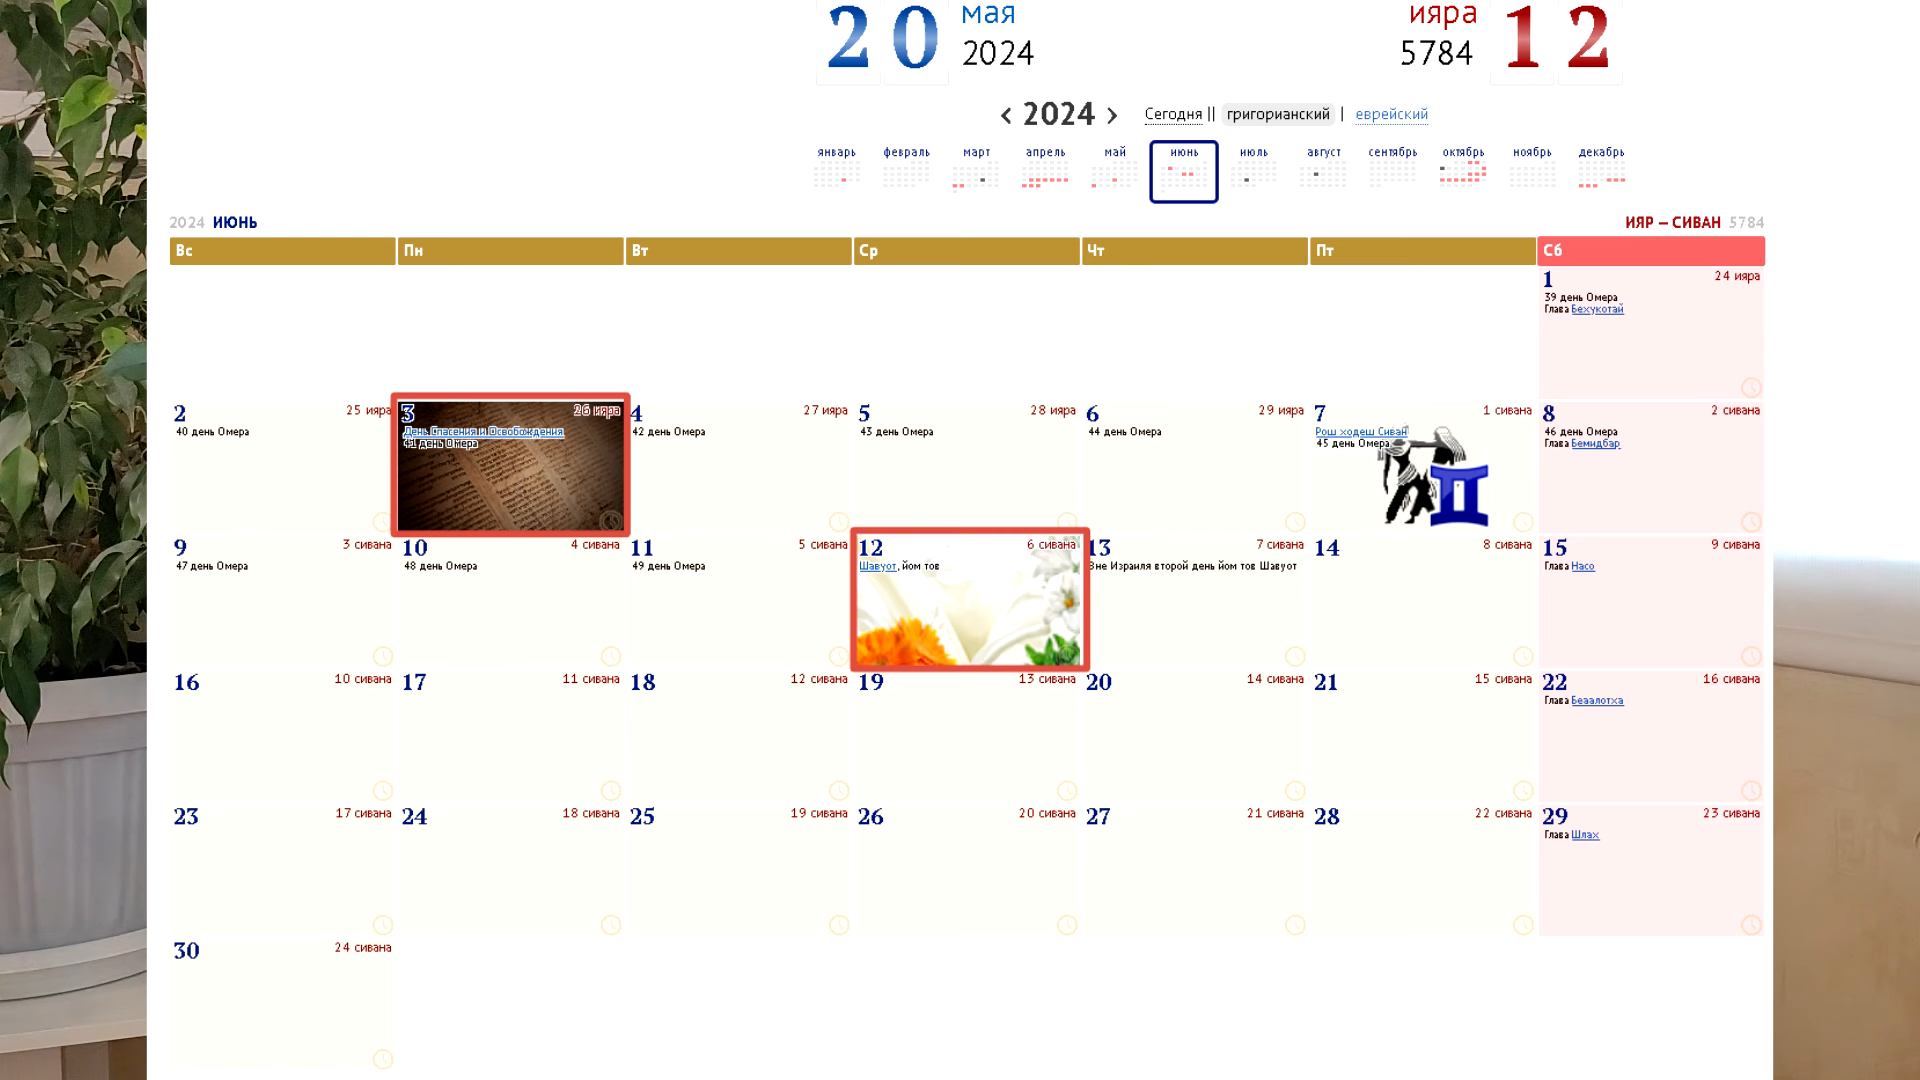 20 мая 2024
ияра 5784 12
‹ 2024 › Сегодня || григорианский | еврейский
январь февраль март апрель май июнь июль август сентябрь октябрь ноябрь декабрь
2024 ИЮНЬ ИЯР — СИВАН 5784
Вс Пн Вт Ср Чт Пт Сб
1 24 ияра
39 день Омера
Глава Бехукотай
2 25 ияра
40 день Омера
3 26 ияра
День Спасения и Освобождения
41 день Омера
4 27 ияра
42 день Омера
5 28 ияра
43 день Омера
6 29 ияра
44 день Омера
7 1 сивана
Рош ходеш Сиван
45 день Омера
8 2 сивана
46 день Омера
Глава Бемидбар
9 3 сивана
47 день Омера
10 4 сивана
48 день Омера
11 5 сивана
49 день Омера
12 6 сивана
Шавуот, йом тов
13 7 сивана
Вне Израиля второй день йом тов Шавуот
14 8 сивана
15 9 сивана
Глава Насо
16 10 сивана
17 11 сивана
18 12 сивана
19 13 сивана
20 14 сивана
21 15 сивана
22 16 сивана
Глава Беаалотха
23 17 сивана
24 18 сивана
25 19 сивана
26 20 сивана
27 21 сивана
28 22 сивана
29 23 сивана
Глава Шлах
30 24 сивана